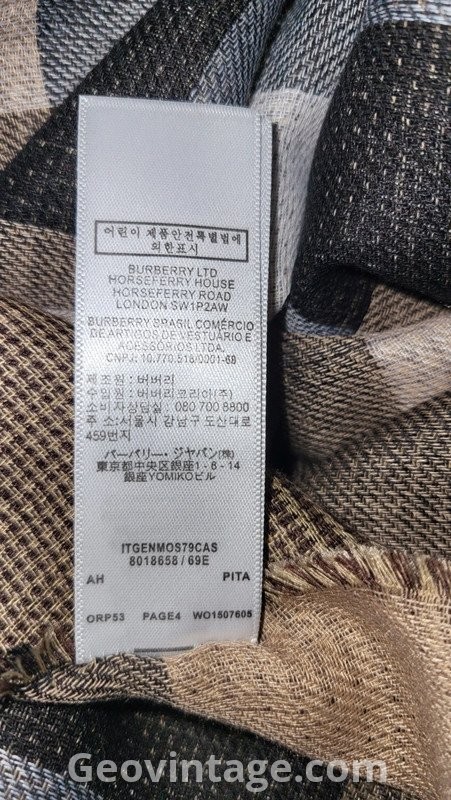 어린이 제품안전특별법에
의한표시
BURBERRY LTD
HORSEFERRY HOUSE
HORSEFERRY ROAD
LONDON SW1P2AW
BURBERRY BRASIL COMÉRCIO
DE ARTIGOS DE VESTUÁRIO E
ACESSÓRIOS LTDA.
CNPJ: 10.770.518/0001-68
제조원 : 버버리
수입원 : 버버리코리아(주)
소비자상담실 : 080 700 8800
주 소:서울시 강남구 도산대로
459번지
バーバリー・ジャパン(株)
東京都中央区銀座1-8-14
銀座YOMIKOビル
ITGENMOS79CAS
8018658 / 69E
AH PITA
ORP53 PAGE4 WO1507605
Geovintage.com